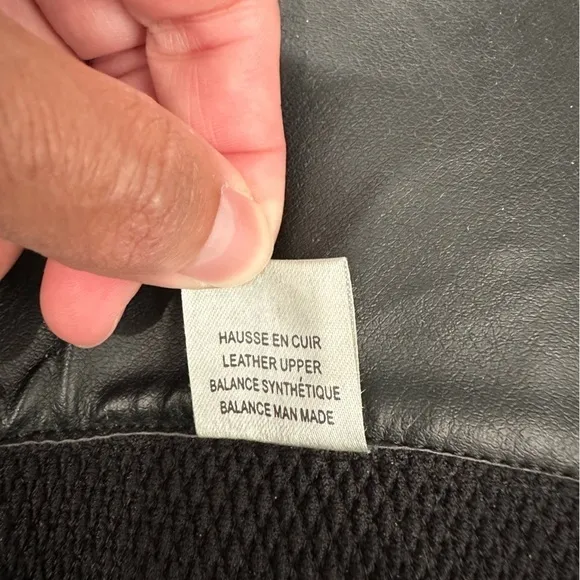 HAUSSE EN CUIR
LEATHER UPPER
BALANCE SYNTHÉTIQUE
BALANCE MAN MADE